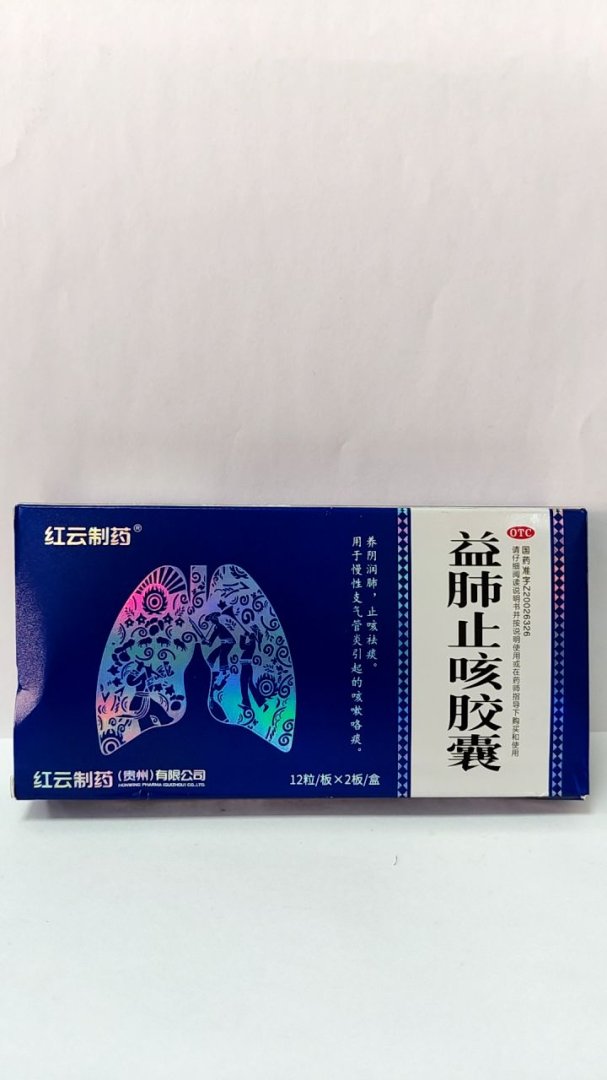 红云制药®
养阴润肺，止咳祛痰。
用于慢性支气管炎引起的咳嗽咯痰。
OTC
国药准字Z20026326
请仔细阅读说明书并按说明使用或在药师指导下购买和使用
益肺止咳胶囊
红云制药(贵州)有限公司
HONWING PHARMA (GUIZHOU) CO.,LTD.
12粒/板×2板/盒